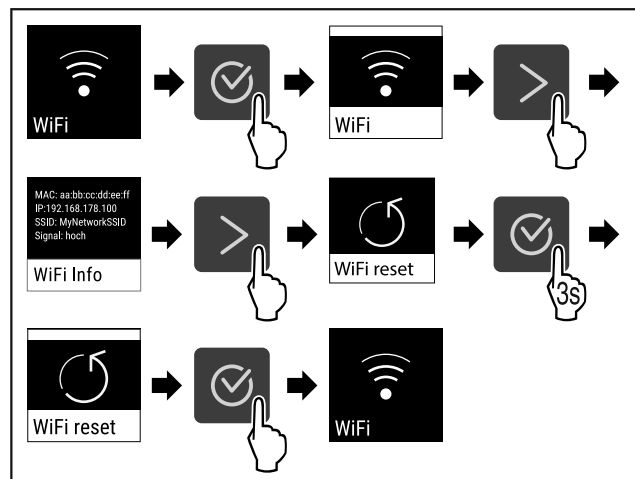 WiFi
WiFi
MAC: aa:bb:cc:dd:ee:ff
IP:192.168.178.100
SSID: MyNetworkSSID
Signal: hoch
WiFi Info
WiFi reset
3s
WiFi reset
WiFi